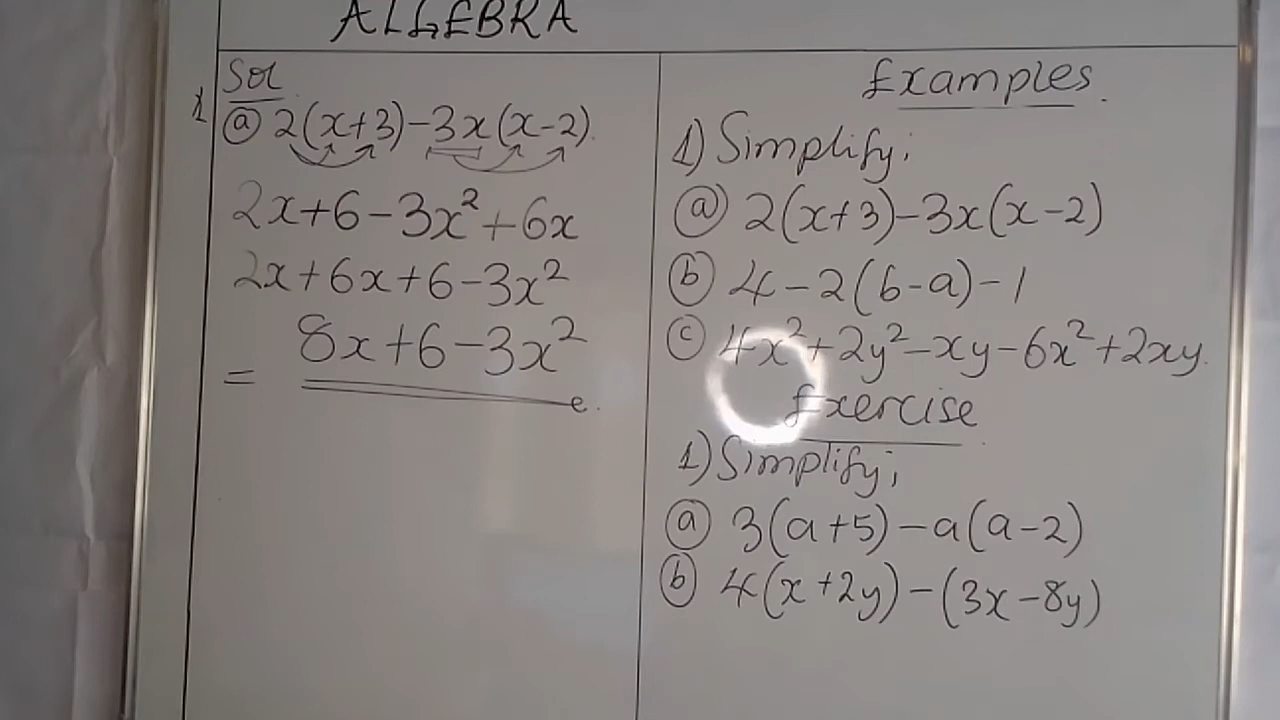 ALGEBRA
Sol
1 ⓐ 2(x+3)-3x(x-2).
2x+6-3x²+6x
2x+6x+6-3x²
= 8x+6-3x²
Examples.
1) Simplify;
ⓐ 2(x+3)-3x(x-2)
ⓑ 4-2(b-a)-1
ⓒ 4x²+2y²-xy-6x²+2xy.
Exercise
1) Simplify;
ⓐ 3(a+5)-a(a-2)
ⓑ 4(x+2y)-(3x-8y)